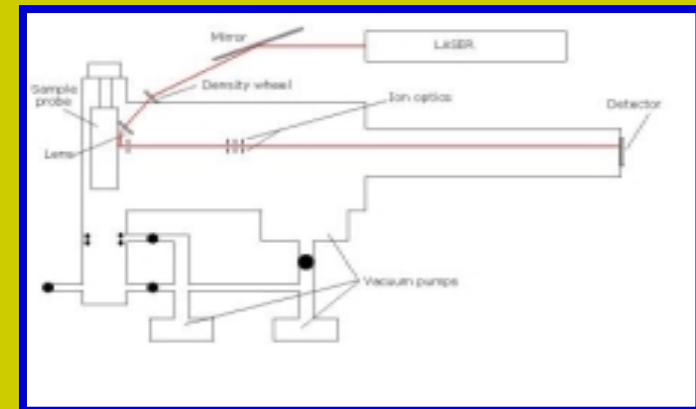 Mirror
LASER
Sample
probe
Density wheel
Ion optics
Detector
Lens
Vacuum pumps